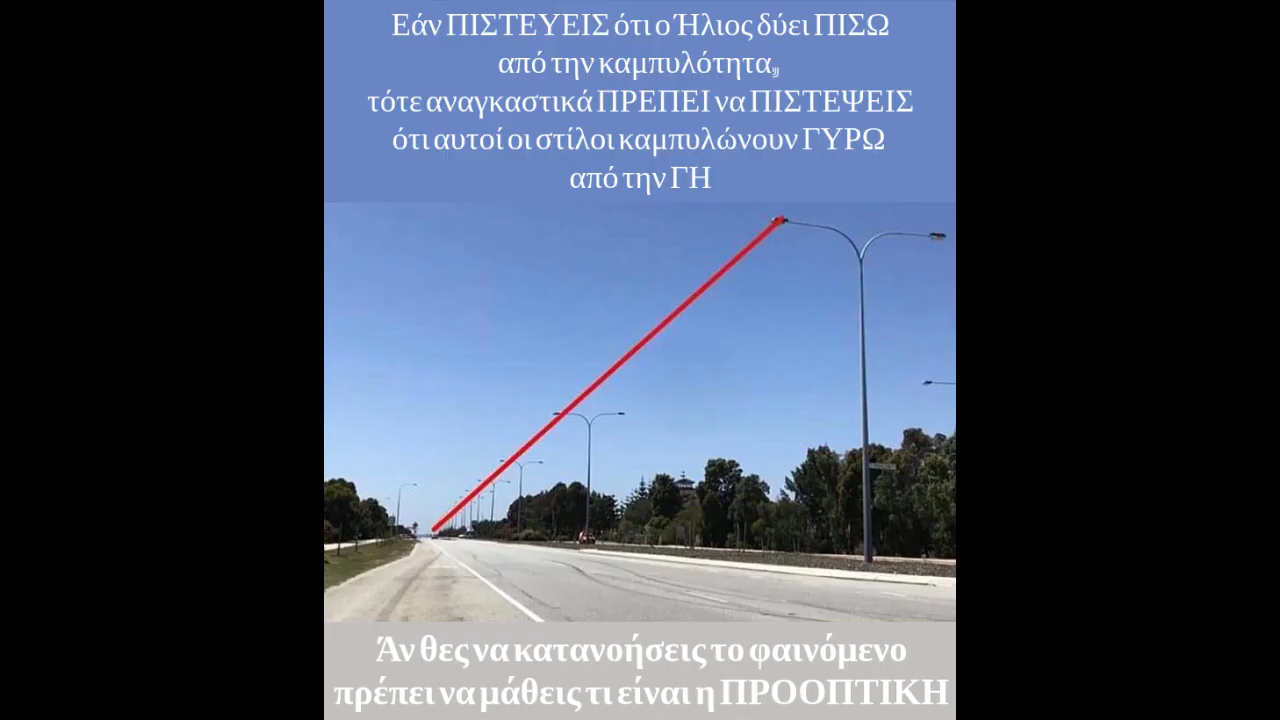 Εάν ΠΙΣΤΕΥΕΙΣ ότι ο Ήλιος δύει ΠΙΣΩ
από την καμπυλότητα,,
τότε αναγκαστικά ΠΡΕΠΕΙ να ΠΙΣΤΕΨΕΙΣ
ότι αυτοί οι στίλοι καμπυλώνουν ΓΥΡΩ
από την ΓΗ
Άν θες να κατανοήσεις το φαινόμενο
πρέπει να μάθεις τι είναι η ΠΡΟΟΠΤΙΚΗ